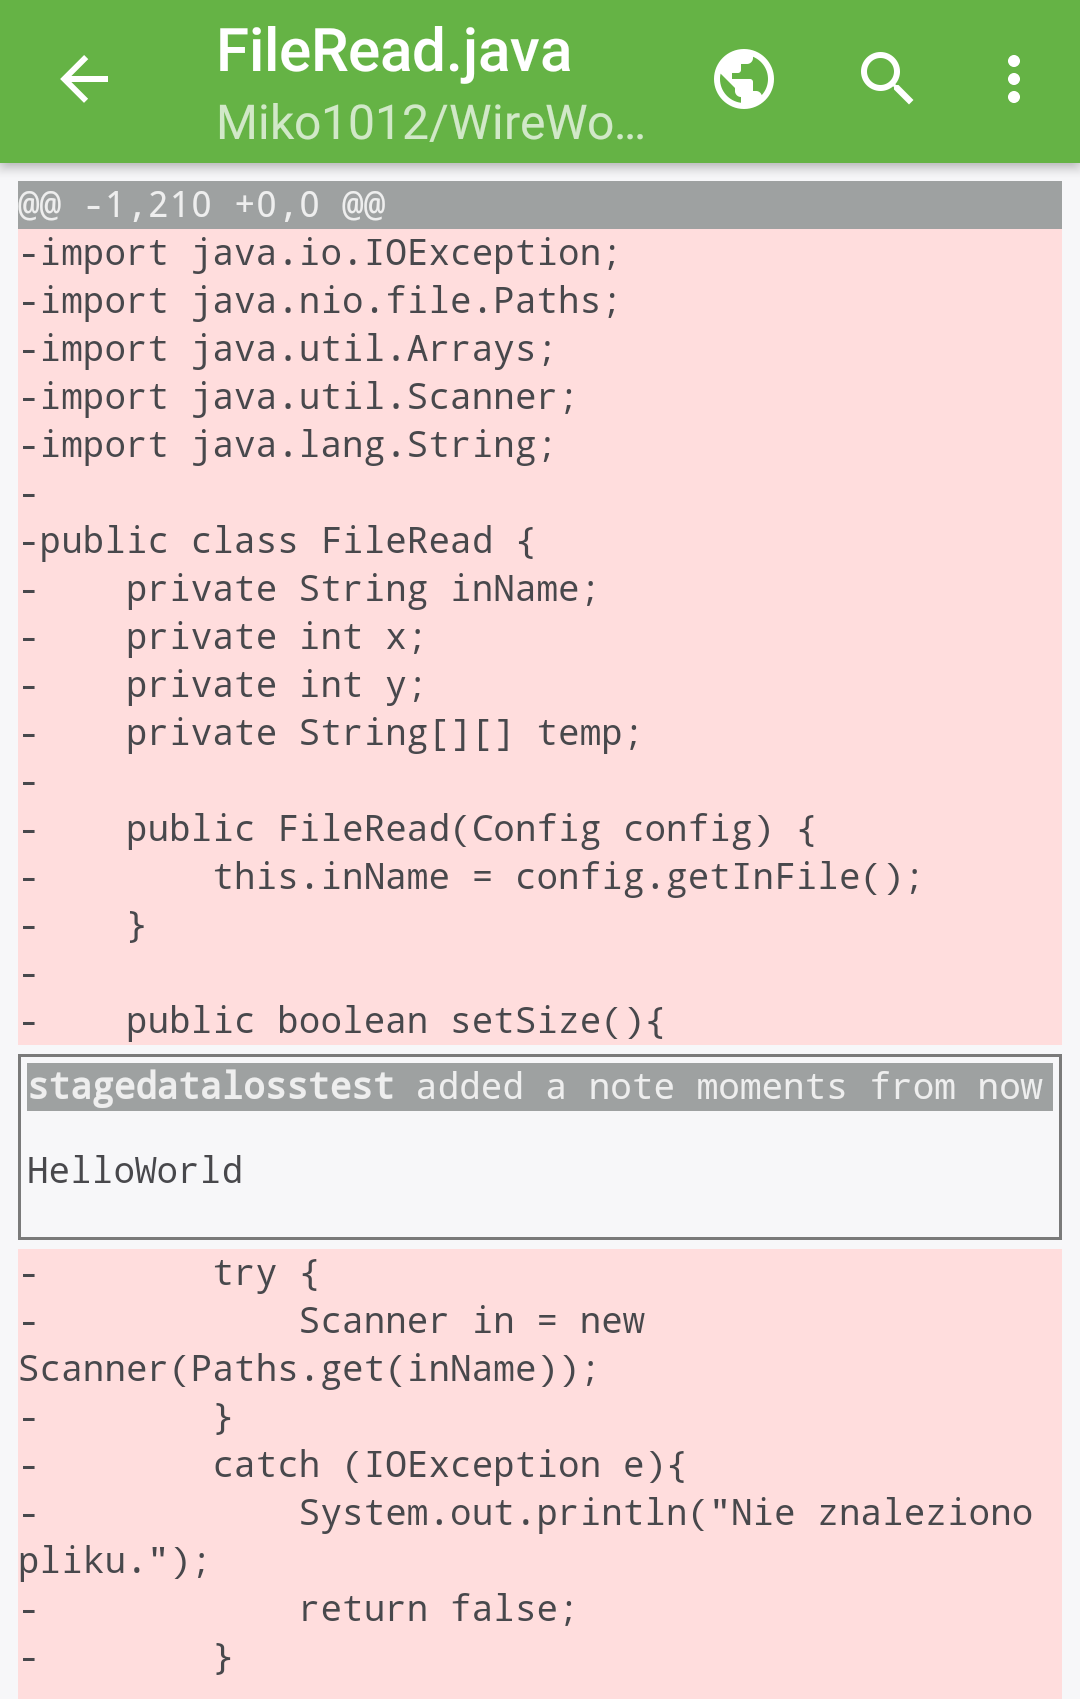 FileRead.java
Miko1012/WireWo...
@@ -1,210 +0,0 @@
-import java.io.IOException;
-import java.nio.file.Paths;
-import java.util.Arrays;
-import java.util.Scanner;
-import java.lang.String;
-
-public class FileRead {
-    private String inName;
-    private int x;
-    private int y;
-    private String[][] temp;
-
-    public FileRead(Config config) {
-        this.inName = config.getInFile();
-    }
-
-    public boolean setSize(){
stagedatalosstest added a note moments from now
HelloWorld
-        try {
-            Scanner in = new
Scanner(Paths.get(inName));
-        }
-        catch (IOException e){
-            System.out.println("Nie znaleziono
pliku.");
-            return false;
-        }